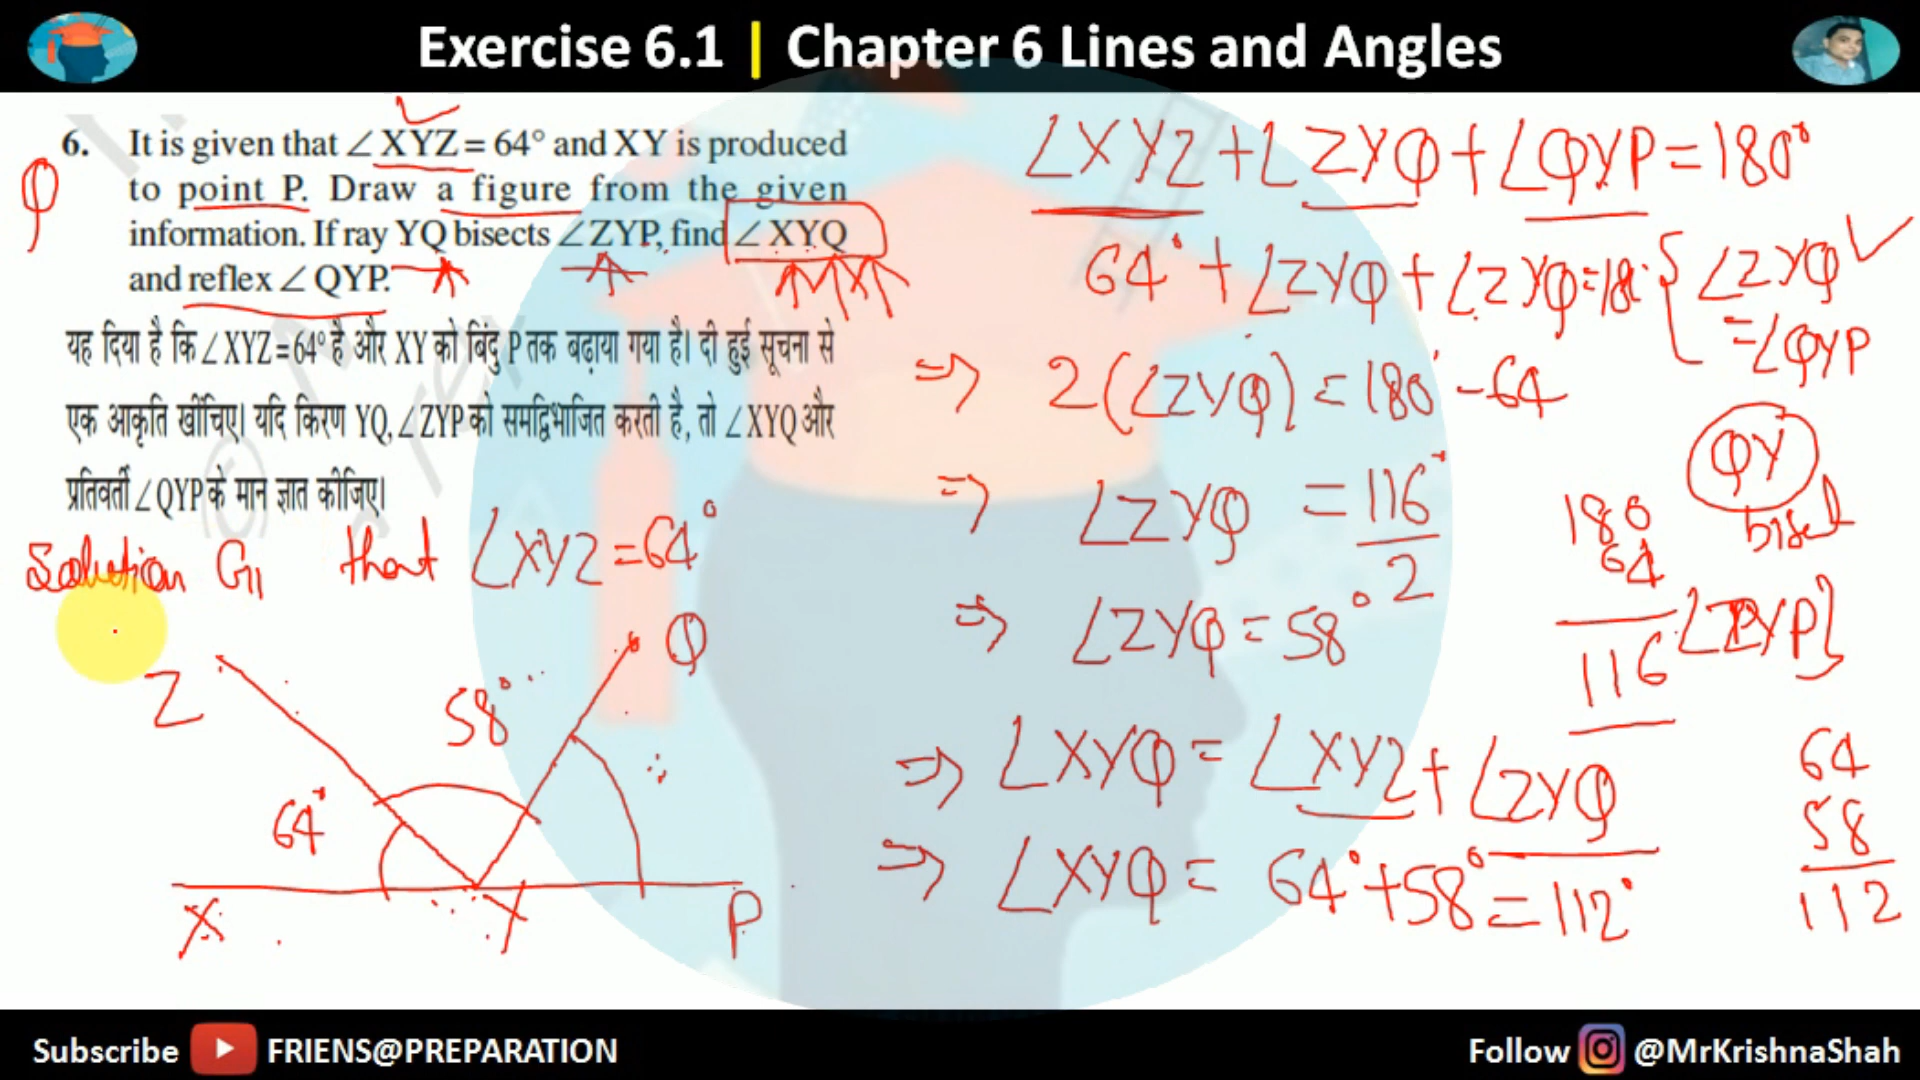 Exercise 6.1 | Chapter 6 Lines and Angles
6. It is given that ∠XYZ = 64° and XY is produced
to point P. Draw a figure from the given
information. If ray YQ bisects ∠ZYP, find ∠XYQ
and reflex ∠QYP.
यह दिया है कि ∠XYZ = 64° है और XY को बिंदु P तक बढ़ाया गया है। दी हुई सूचना से
एक आकृति खींचिए। यदि किरण YQ, ∠ZYP को समद्विभाजित करती है, तो ∠XYQ और
प्रतिवर्ती ∠QYP के मान ज्ञात कीजिए।
Solution that ∠XYZ = 64°
Z
Q
58°
64°
X
Y
P
∠XYZ + ∠ZYQ + ∠QYP = 180°
64° + ∠ZYQ + ∠ZYQ = 18
{ ∠ZYQ
= ∠QYP
⇒ 2(∠ZYQ) = 180° - 64
⇒ ∠ZYQ = 116°
2
QY
bisect
∠ZYP}
180
64
116
⇒ ∠ZYQ = 58°
⇒ ∠XYQ = ∠XYZ + ∠ZYQ
⇒ ∠XYQ = 64° + 58° = 112°
64
58
112
Subscribe FRIENS@PREPARATION
Follow @MrKrishnaShah